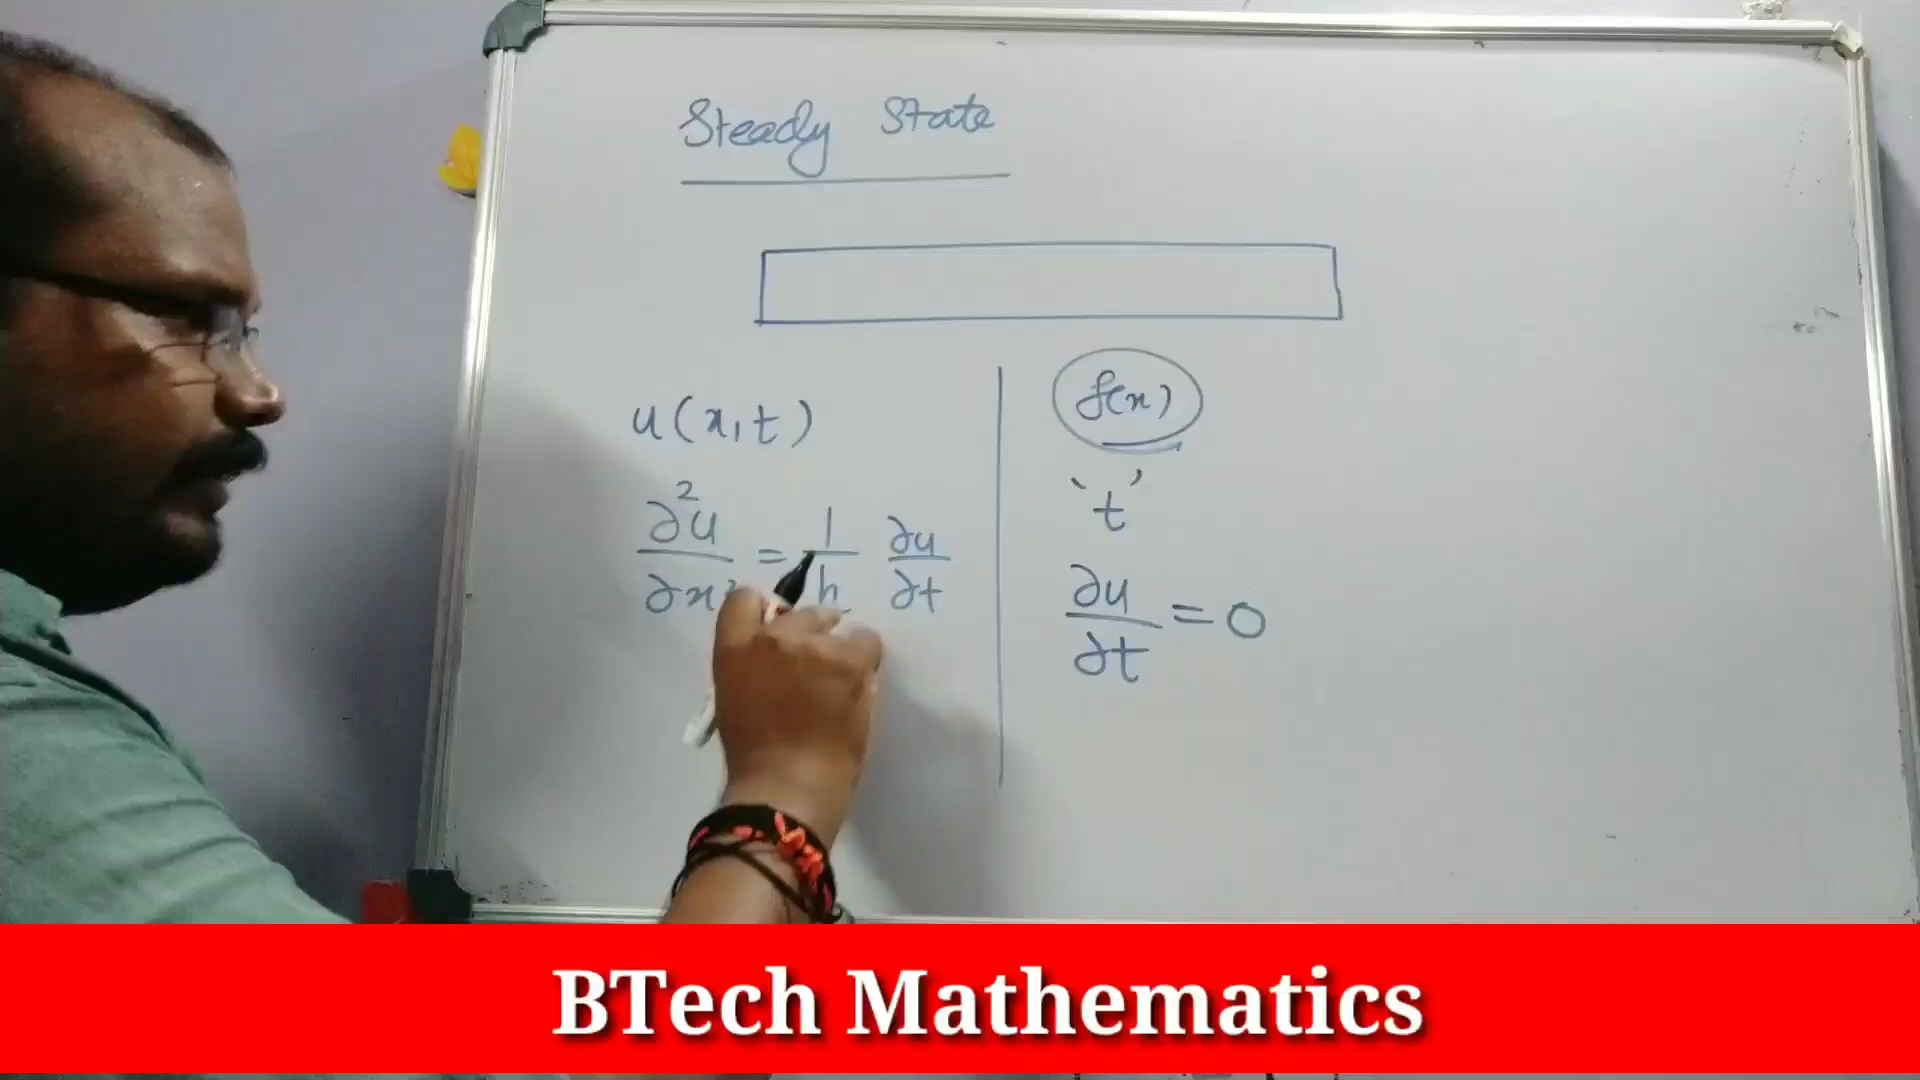 Steady State
u(x,t)
∂²u/∂x² = 1/h ∂u/∂t
f(x)
't'
∂u/∂t = 0
BTech Mathematics